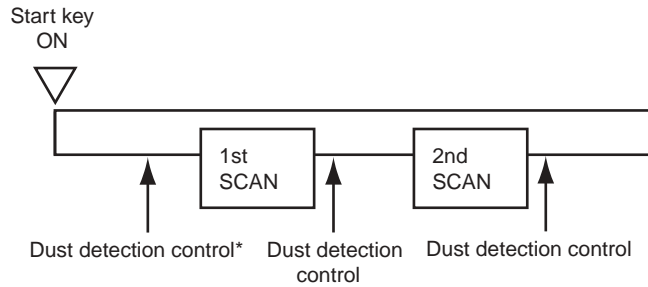 Start key
ON
1st
SCAN
2nd
SCAN
Dust detection control*
Dust detection
control
Dust detection control